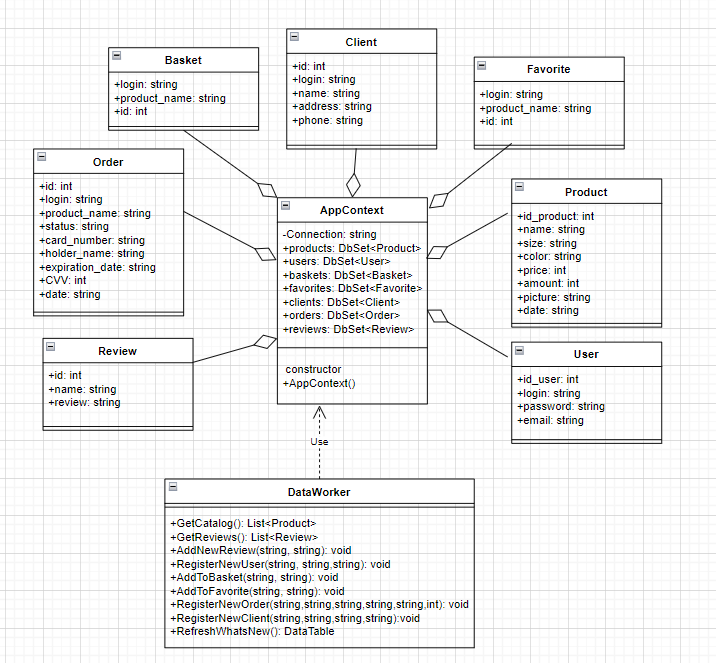 Basket
+login: string
+product_name: string
+id: int
Client
+id: int
+login: string
+name: string
+address: string
+phone: string
Favorite
+login: string
+product_name: string
+id: int
Order
+id: int
+login: string
+product_name: string
+status: string
+card_number: string
+holder_name: string
+expiration_date: string
+CVV: int
+date: string
AppContext
-Connection: string
+products: DbSet<Product>
+users: DbSet<User>
+baskets: DbSet<Basket>
+favorites: DbSet<Favorite>
+clients: DbSet<Client>
+orders: DbSet<Order>
+reviews: DbSet<Review>
constructor
+AppContext()
Product
+id_product: int
+name: string
+size: string
+color: string
+price: int
+amount: int
+picture: string
+date: string
Review
+id: int
+name: string
+review: string
User
+id_user: int
+login: string
+password: string
+email: string
Use
DataWorker
+GetCatalog(): List<Product>
+GetReviews(): List<Review>
+AddNewReview(string, string): void
+RegisterNewUser(string, string,string): void
+AddToBasket(string, string): void
+AddToFavorite(string, string): void
+RegisterNewOrder(string,string,string,string,string,int): void
+RegisterNewClient(string,string,string,string):void
+RefreshWhatsNew(): DataTable